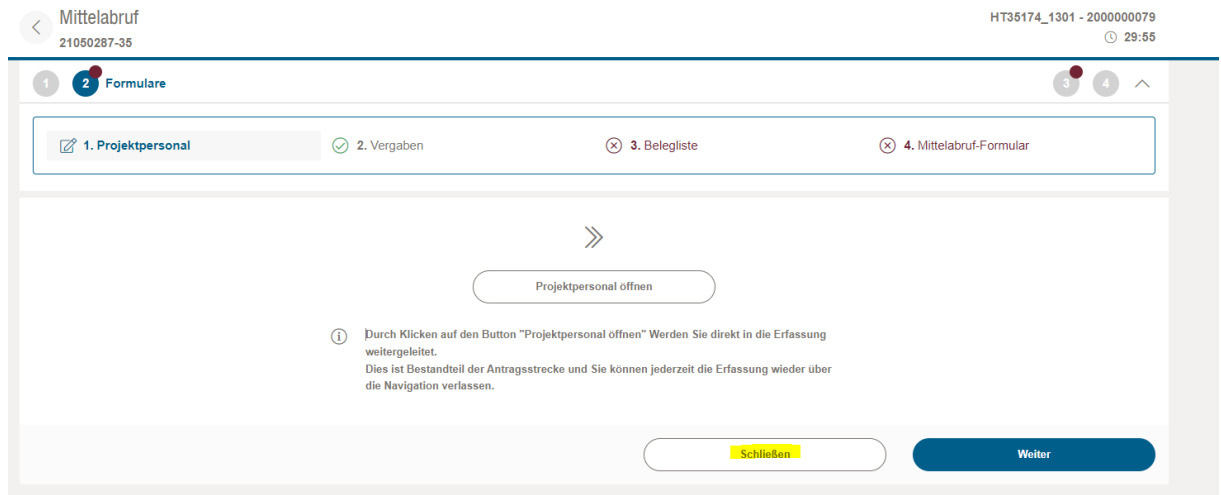 Mittelabruf
21050287-35
HT35174_1301 - 2000000079
29:55
1 2 Formulare 3 4
1. Projektpersonal 2. Vergaben 3. Belegliste 4. Mittelabruf-Formular
Projektpersonal öffnen
Durch Klicken auf den Button "Projektpersonal öffnen" Werden Sie direkt in die Erfassung
weitergeleitet.
Dies ist Bestandteil der Antragsstrecke und Sie können jederzeit die Erfassung wieder über
die Navigation verlassen.
Schließen Weiter